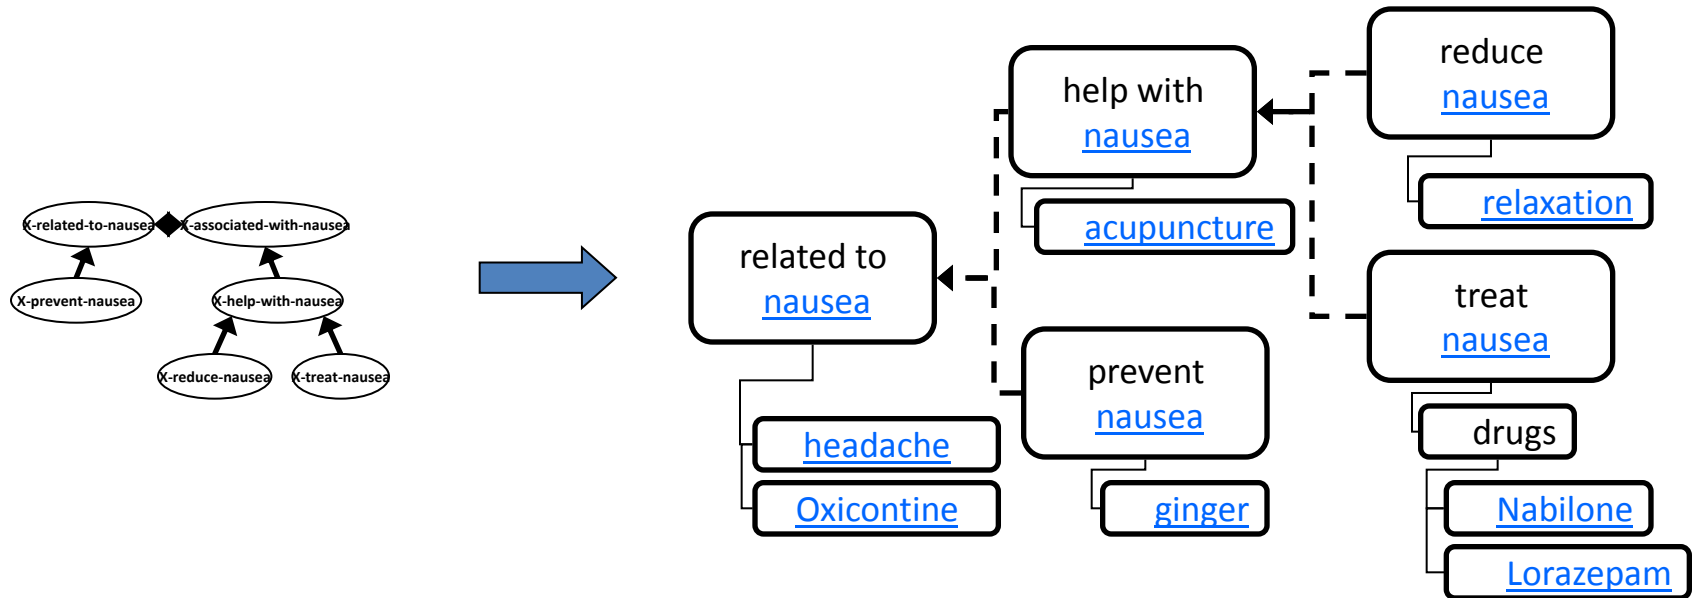 X-related-to-nausea
X-associated-with-nausea
X-prevent-nausea
X-help-with-nausea
X-reduce-nausea
X-treat-nausea
related to
nausea
headache
Oxicontine
help with
nausea
acupuncture
prevent
nausea
ginger
reduce
nausea
relaxation
treat
nausea
drugs
Nabilone
Lorazepam